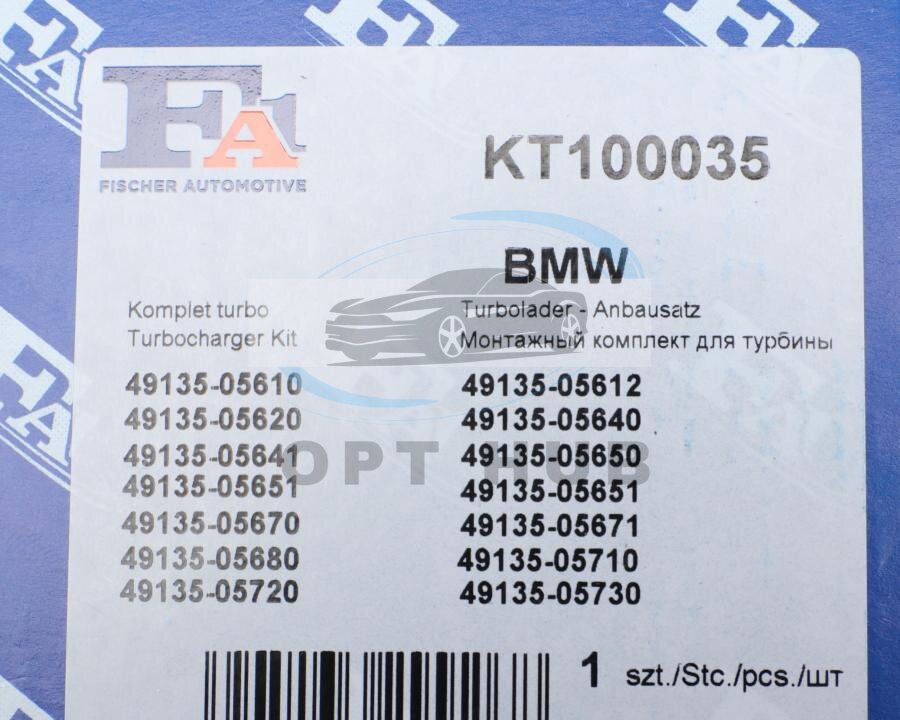 FA1
FISCHER AUTOMOTIVE
KT100035
BMW
Komplet turbo
Turbolader - Anbausatz
Turbocharger Kit
Монтажный комплект для турбины
49135-05610 49135-05612
49135-05620 49135-05640
49135-05641 49135-05650
49135-05651 49135-05651
49135-05670 49135-05671
49135-05680 49135-05710
49135-05720 49135-05730
OPT HUB
1 szt./Stc./pcs./шт